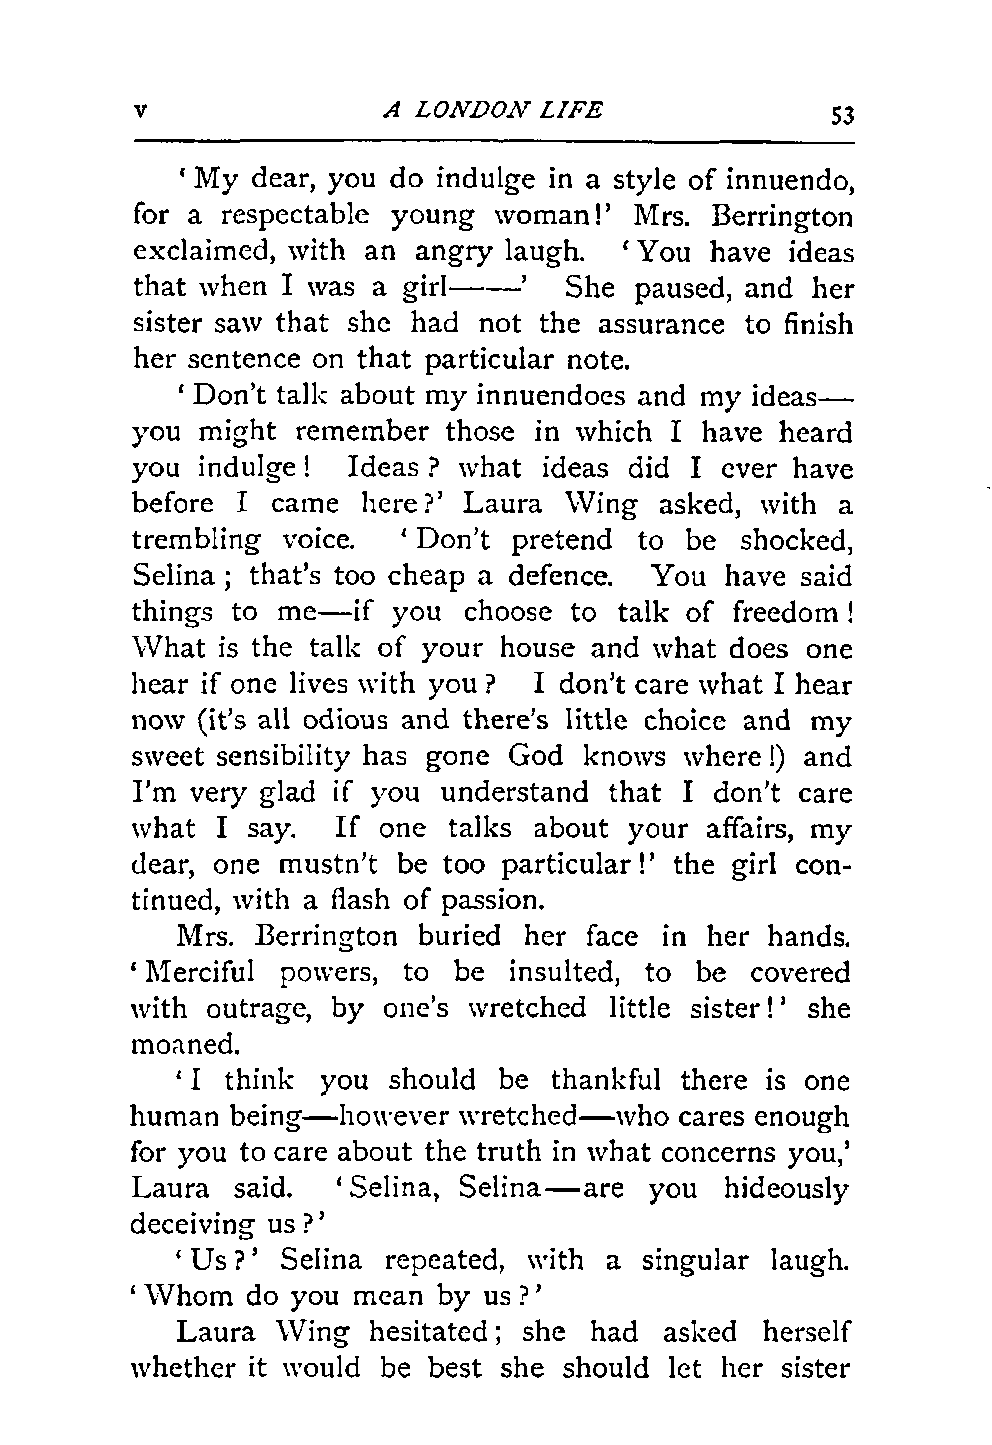 v A LONDON LIFE 53
‘My dear, you do indulge in a style of innuendo,
for a respectable young woman!’ Mrs. Berrington
exclaimed, with an angry laugh. ‘You have ideas
that when I was a girl——’ She paused, and her
sister saw that she had not the assurance to finish
her sentence on that particular note.
‘Don’t talk about my innuendoes and my ideas—
you might remember those in which I have heard
you indulge! Ideas? what ideas did I ever have
before I came here?’ Laura Wing asked, with a
trembling voice. ‘Don’t pretend to be shocked,
Selina; that’s too cheap a defence. You have said
things to me—if you choose to talk of freedom!
What is the talk of your house and what does one
hear if one lives with you? I don’t care what I hear
now (it’s all odious and there’s little choice and my
sweet sensibility has gone God knows where!) and
I’m very glad if you understand that I don’t care
what I say. If one talks about your affairs, my
dear, one mustn’t be too particular!’ the girl con-
tinued, with a flash of passion.
Mrs. Berrington buried her face in her hands.
‘Merciful powers, to be insulted, to be covered
with outrage, by one’s wretched little sister!’ she
moaned.
‘I think you should be thankful there is one
human being—however wretched—who cares enough
for you to care about the truth in what concerns you,’
Laura said. ‘Selina, Selina—are you hideously
deceiving us?’
‘Us?’ Selina repeated, with a singular laugh.
‘Whom do you mean by us?’
Laura Wing hesitated; she had asked herself
whether it would be best she should let her sister